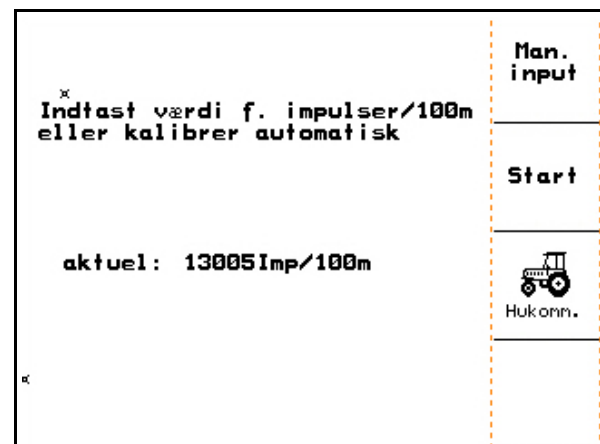 Man.
input
Indtast værdi f. impulser/100m
eller kalibrer automatisk
Start
aktuel: 13005Imp/100m
Hukomm.